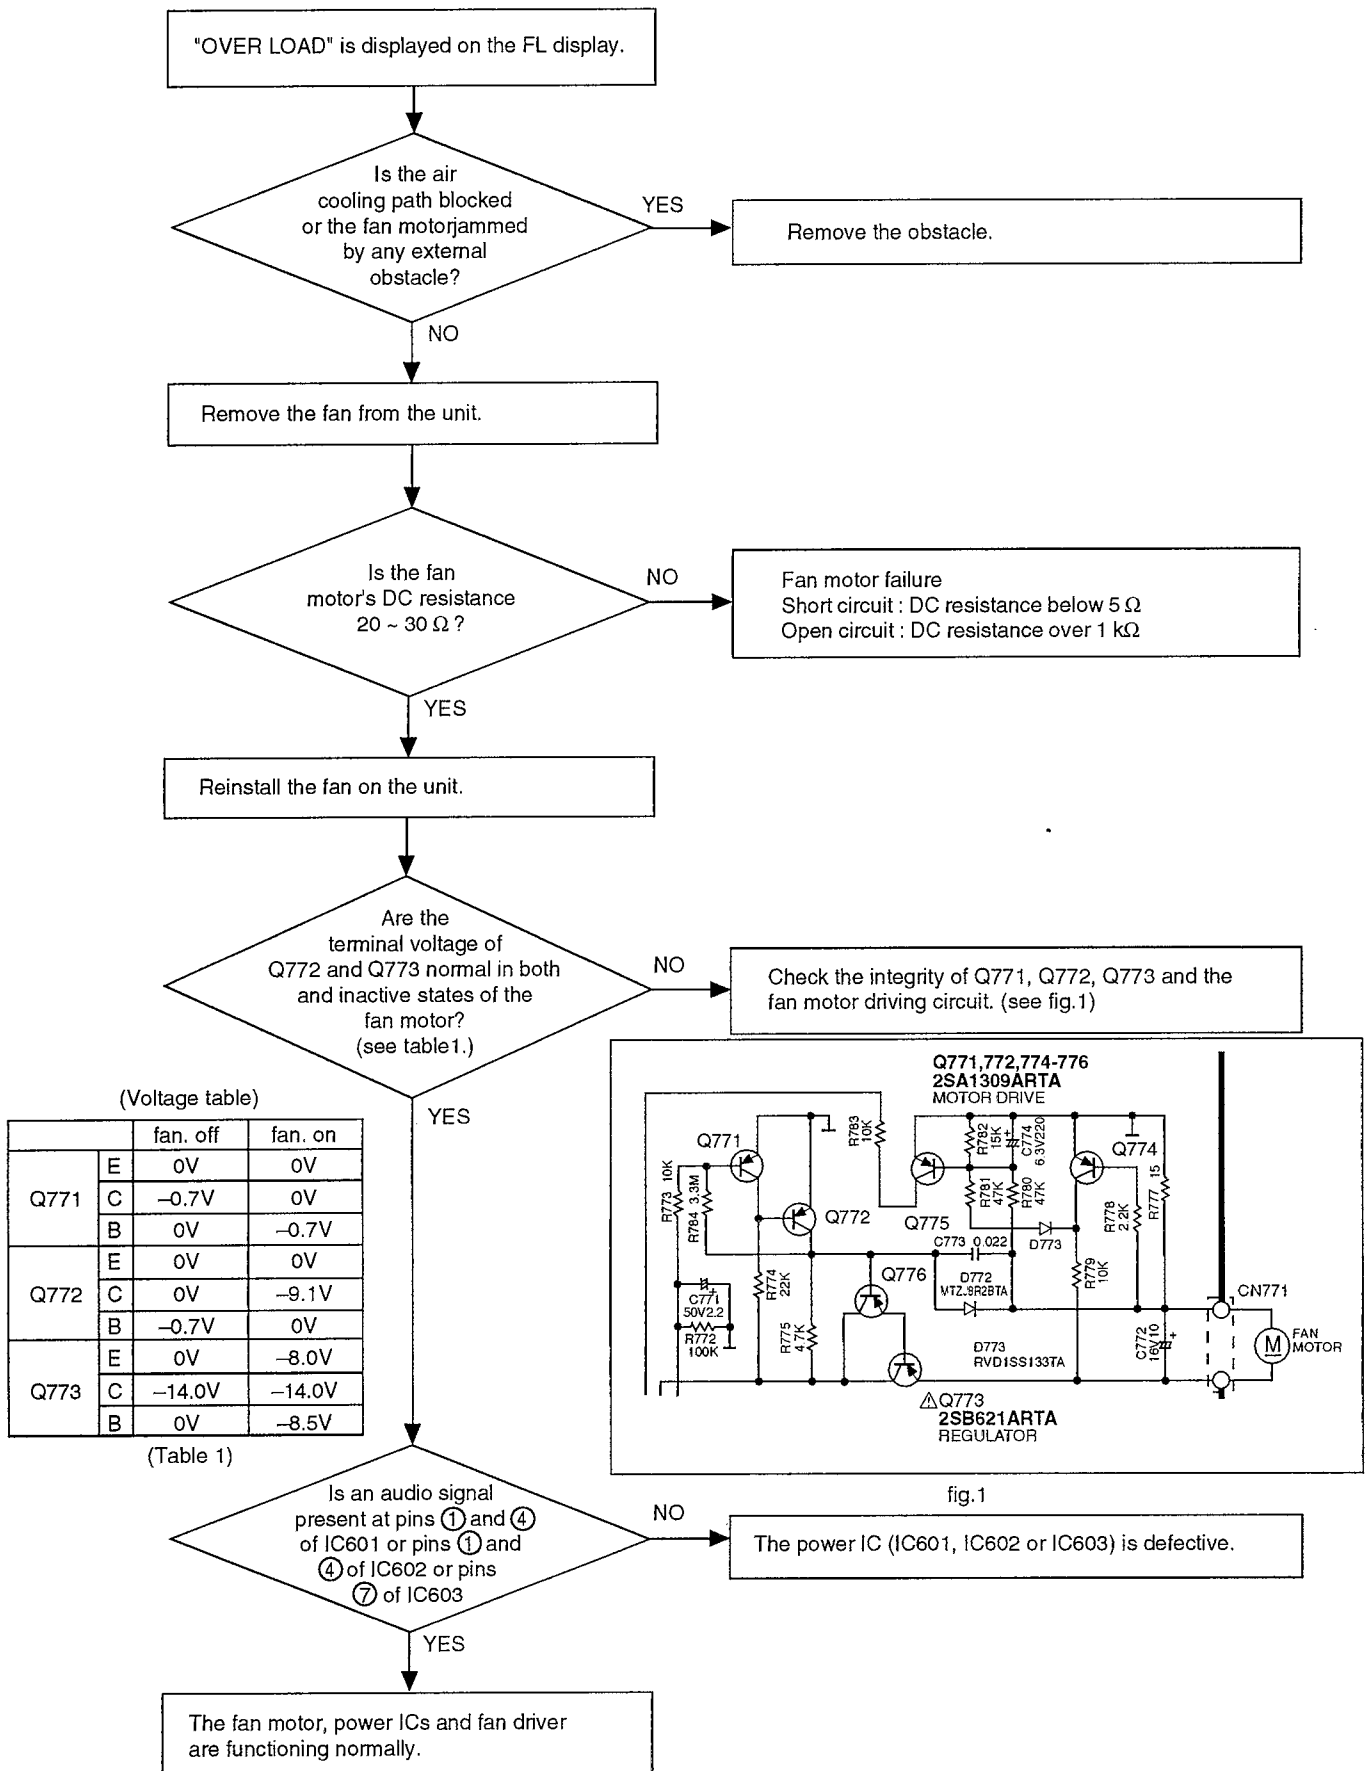 "OVER LOAD" is displayed on the FL display.
Is the air
cooling path blocked
or the fan motorjammed
by any external
obstacle?
YES
Remove the obstacle.
NO
Remove the fan from the unit.
Is the fan
motor's DC resistance
20 ~ 30 Ω ?
NO
Fan motor failure
Short circuit : DC resistance below 5 Ω
Open circuit : DC resistance over 1 kΩ
YES
Reinstall the fan on the unit.
Are the
terminal voltage of
Q772 and Q773 normal in both
and inactive states of the
fan motor?
(see table1.)
NO
Check the integrity of Q771, Q772, Q773 and the
fan motor driving circuit. (see fig.1)
YES
(Voltage table)
fan. off fan. on
Q771 E 0V 0V
C –0.7V 0V
B 0V –0.7V
Q772 E 0V 0V
C 0V –9.1V
B –0.7V 0V
Q773 E 0V –8.0V
C –14.0V –14.0V
B 0V –8.5V
(Table 1)
Q771,772,774-776
2SA1309ARTA
MOTOR DRIVE
R783
10K
R782
15K
C774
6.3V220
Q774
Q771
R773 10K
R784 3.3M
Q772
Q775
R781
47K
R780
47K
R778
2.2K
R777 15
C773 0.022
D773
R779
10K
Q776
D772
MTZJ9R2BTA
CN771
C771
50V2.2
R774
22K
R772
100K
R775
4.7K
D773
RVD1SS133TA
C772
16V10
M
FAN
MOTOR
⚠Q773
2SB621ARTA
REGULATOR
fig.1
Is an audio signal
present at pins ① and ④
of IC601 or pins ① and
④ of IC602 or pins
⑦ of IC603
NO
The power IC (IC601, IC602 or IC603) is defective.
YES
The fan motor, power ICs and fan driver
are functioning normally.